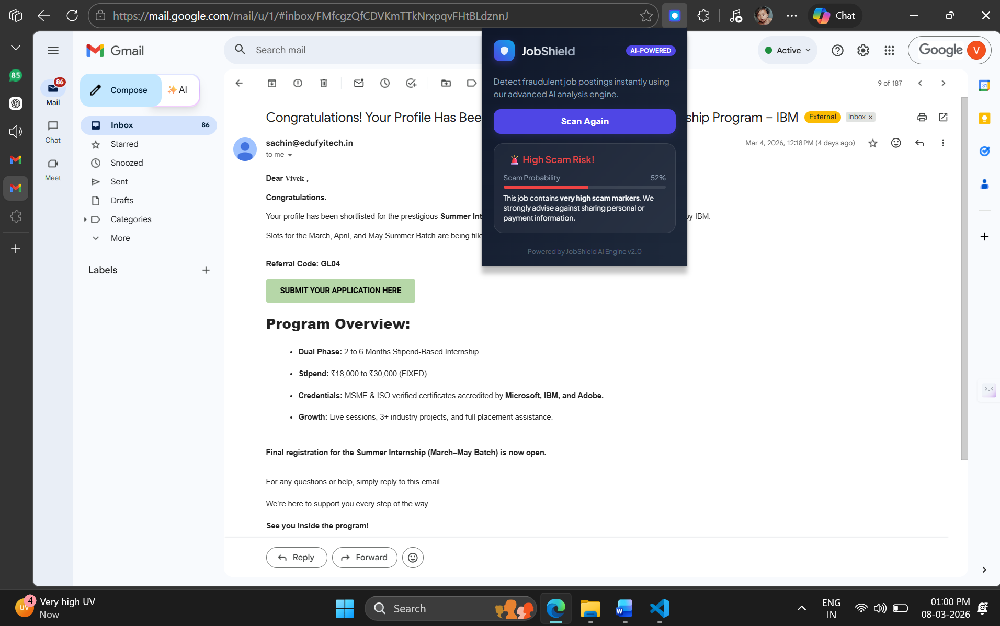 https://mail.google.com/mail/u/1/#inbox/FMfcgzQfCDVKmTTkNrxpqvFHtBLdznnJ
Chat
85
86
Mail
Chat
Meet
Gmail
Compose
AI
Inbox 86
Starred
Snoozed
Sent
Drafts
Categories
More
Labels
Search mail
Active
Google
V
9 of 187
31
Congratulations! Your Profile Has Bee
ship Program – IBM
External
Inbox ×
sachin@edufyitech.in
to me
Mar 4, 2026, 12:18 PM (4 days ago)
Dear Vivek ,
Congratulations.
Your profile has been shortlisted for the prestigious Summer Int
by IBM.
Slots for the March, April, and May Summer Batch are being fille
Referral Code: GL04
SUBMIT YOUR APPLICATION HERE
Program Overview:
• Dual Phase: 2 to 6 Months Stipend-Based Internship.
• Stipend: ₹18,000 to ₹30,000 (FIXED).
• Credentials: MSME & ISO verified certificates accredited by Microsoft, IBM, and Adobe.
• Growth: Live sessions, 3+ industry projects, and full placement assistance.
Final registration for the Summer Internship (March–May Batch) is now open.
For any questions or help, simply reply to this email.
We're here to support you every step of the way.
See you inside the program!
Reply
Forward
JobShield
AI-POWERED
Detect fraudulent job postings instantly using
our advanced AI analysis engine.
Scan Again
High Scam Risk!
Scam Probability 52%
This job contains very high scam markers. We
strongly advise against sharing personal or
payment information.
Powered by JobShield AI Engine v2.0
UV
4
Very high UV
Now
Search
W
ENG
IN
01:00 PM
08-03-2026